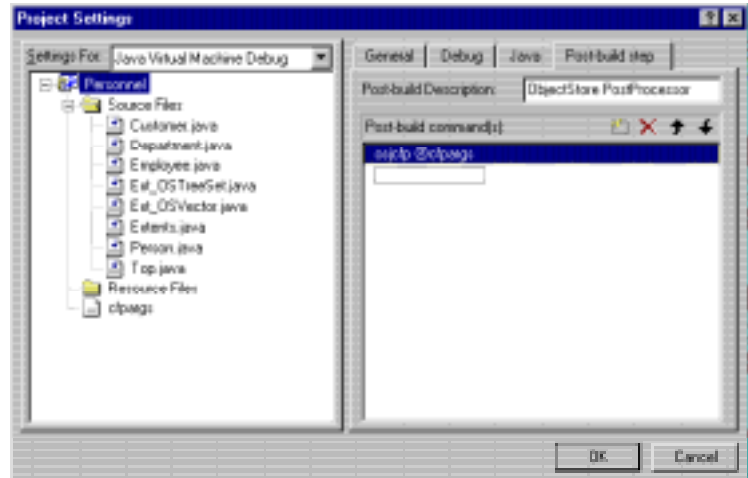 Project Settings
Settings For: Java Virtual Machine Debug
General Debug Java Post-build step
Personnel
Source Files
Customer.java
Department.java
Employee.java
Ext_OSTreeSet.java
Ext_OSVector.java
Extents.java
Person.java
Top.java
Resource Files
cfpargs
Post-build Description: ObjectStore PostProcessor
Post-build command(s):
osjcfp @cfpargs
OK Cancel